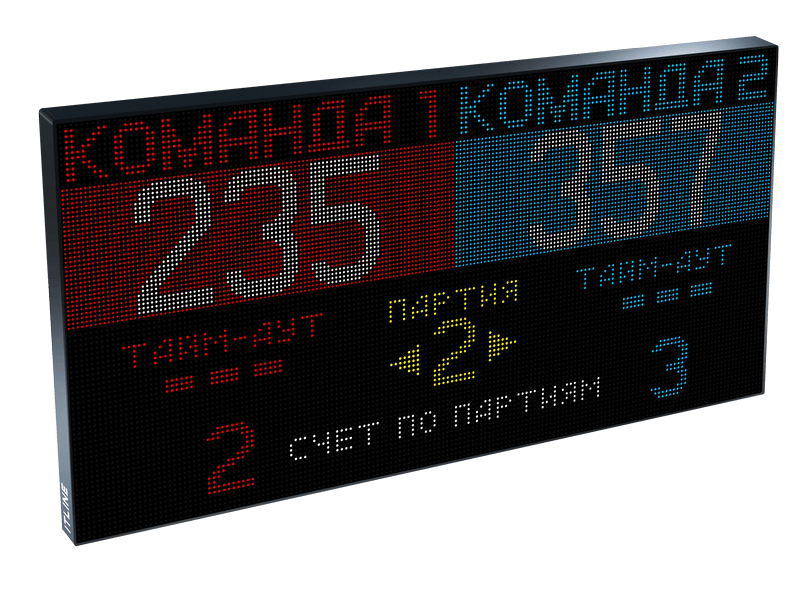 КОМАНДА 1 КОМАНДА 2
235 357
ТАЙМ-АУТ ПАРТИЯ ТАЙМ-АУТ
2
2 СЧЕТ ПО ПАРТИЯМ 3
ITLINE